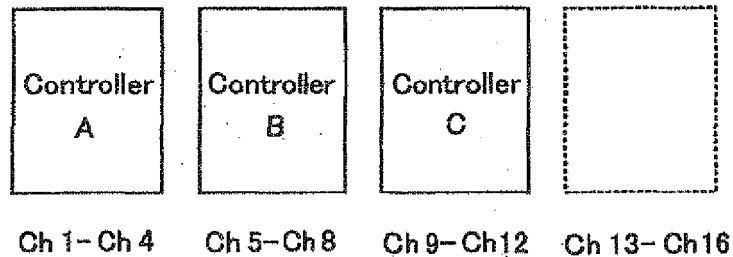 Controller
A
Controller
B
Controller
C
Ch 1-Ch 4
Ch 5-Ch 8
Ch 9-Ch12
Ch 13-Ch16